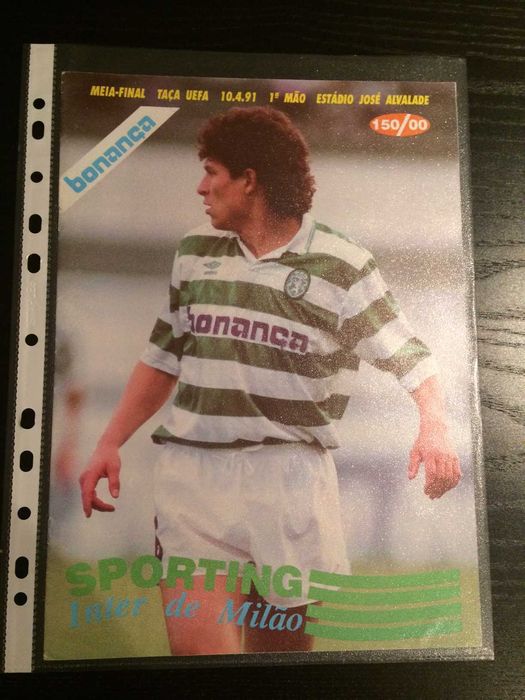 MEIA-FINAL TAÇA UEFA 10.4.91 1ª MÃO ESTÁDIO JOSÉ ALVALADE
150/00
bonança
umbro
bonança
SPORTING
Inter de Milão